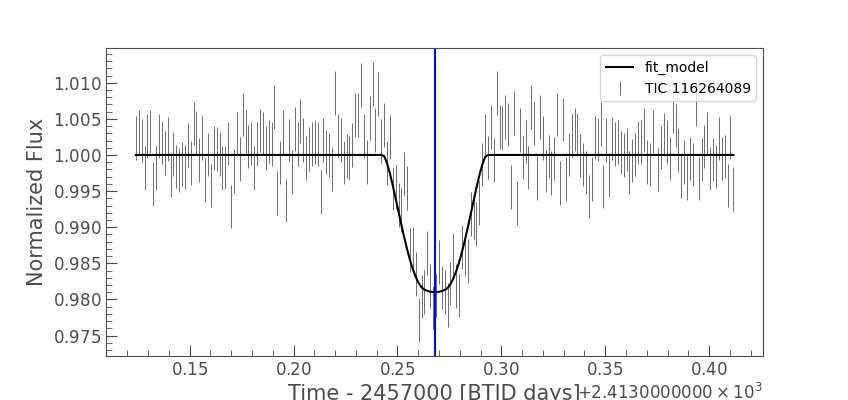 fit_model
TIC 116264089
1.010
1.005
1.000
0.995
0.990
0.985
0.980
0.975
Normalized Flux
0.15 0.20 0.25 0.30 0.35 0.40
Time - 2457000 [BTJD days]
+2.4130000000 × 10³